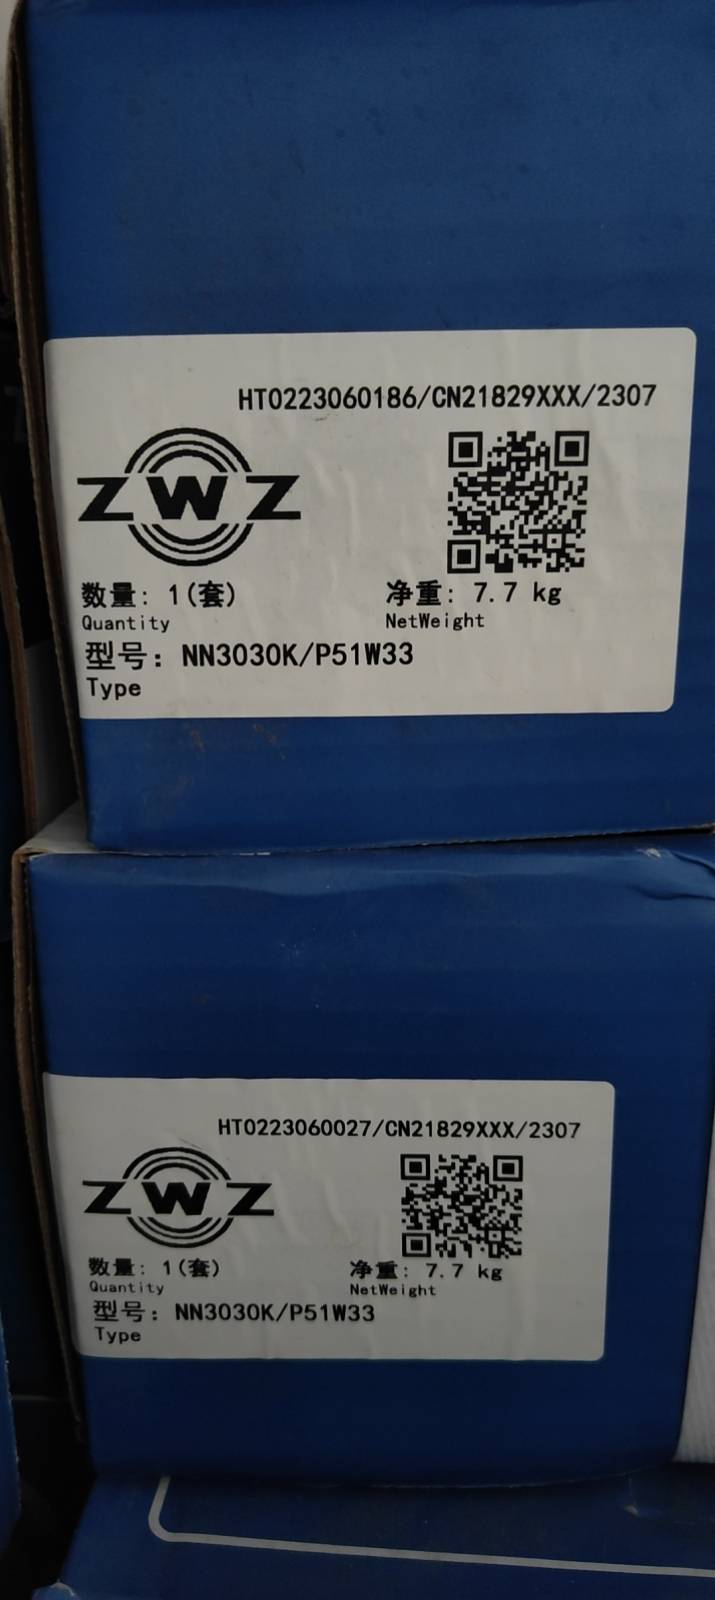 HT0223060186/CN21829XXX/2307
ZWZ
数量: 1(套) 净重: 7.7 kg
Quantity NetWeight
型号: NN3030K/P51W33
Type
HT0223060027/CN21829XXX/2307
ZWZ
数量: 1(套) 净重: 7.7 kg
Quantity NetWeight
型号: NN3030K/P51W33
Type